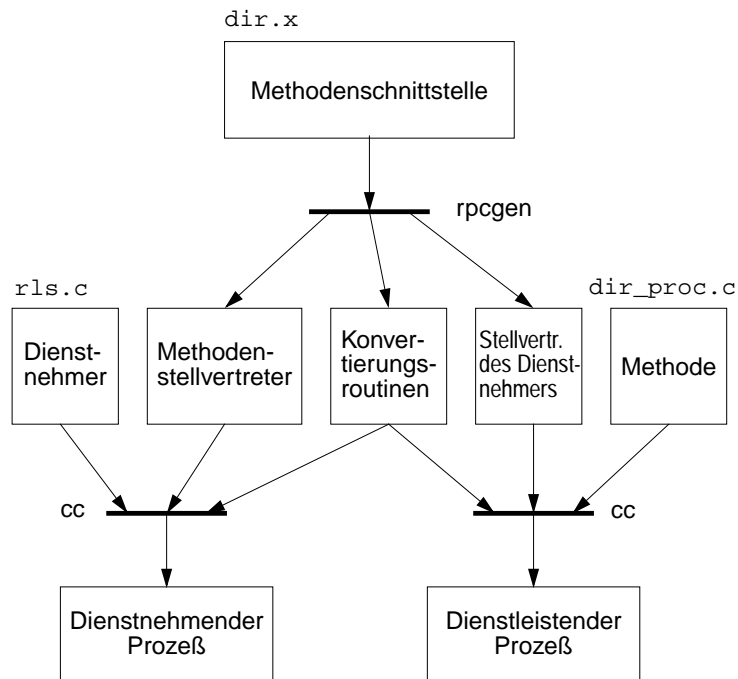 dir.x
Methodenschnittstelle
rpcgen
rls.c
dir_proc.c
Dienst-
nehmer
Methoden-
stellvertreter
Konver-
tierungs-
routinen
Stellvertr.
des Dienst-
nehmers
Methode
cc
cc
Dienstnehmender
Prozeß
Dienstleistender
Prozeß